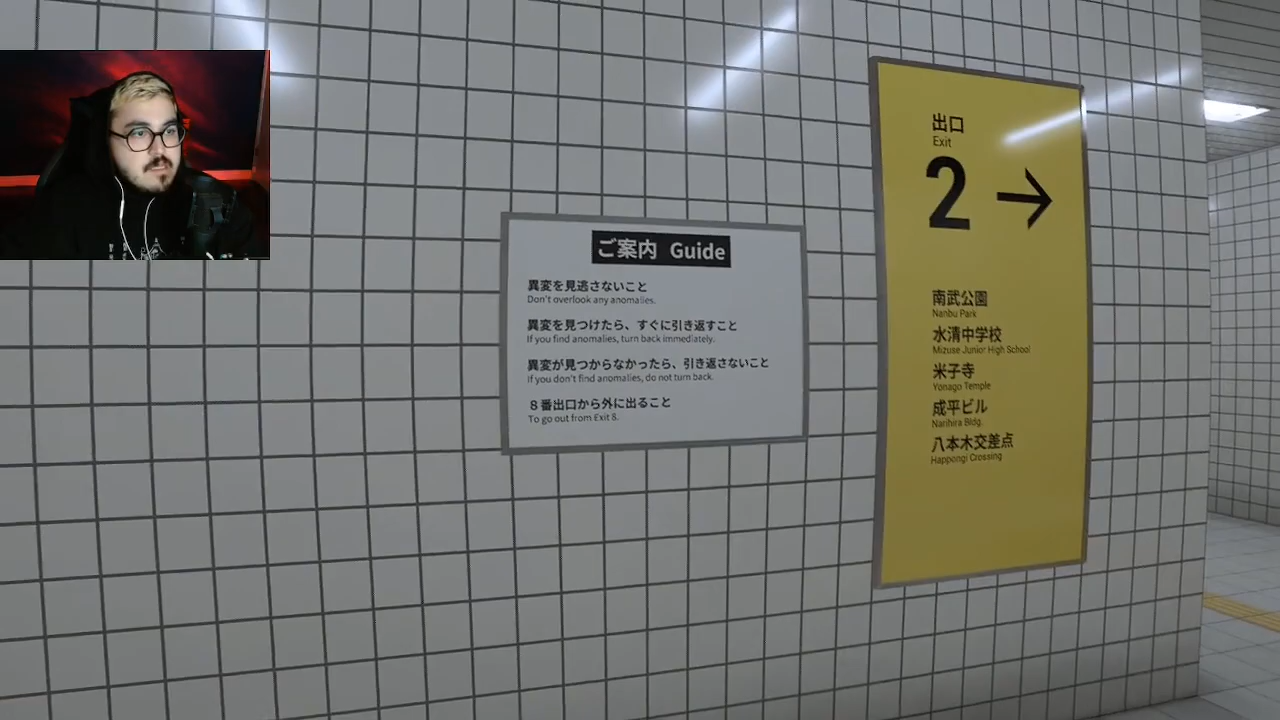 ご案内 Guide
異変を見逃さないこと
Don't overlook any anomalies.
異変を見つけたら、すぐに引き返すこと
If you find anomalies, turn back immediately.
異変が見つからなかったら、引き返さないこと
If you don't find anomalies, do not turn back.
8番出口から外に出ること
To go out from Exit 8.
出口
Exit
2 →
南武公園
Nanbu Park
水清中学校
Mizuse Junior High School
米子寺
Yonago Temple
成平ビル
Narihira Bldg.
八本木交差点
Happongi Crossing